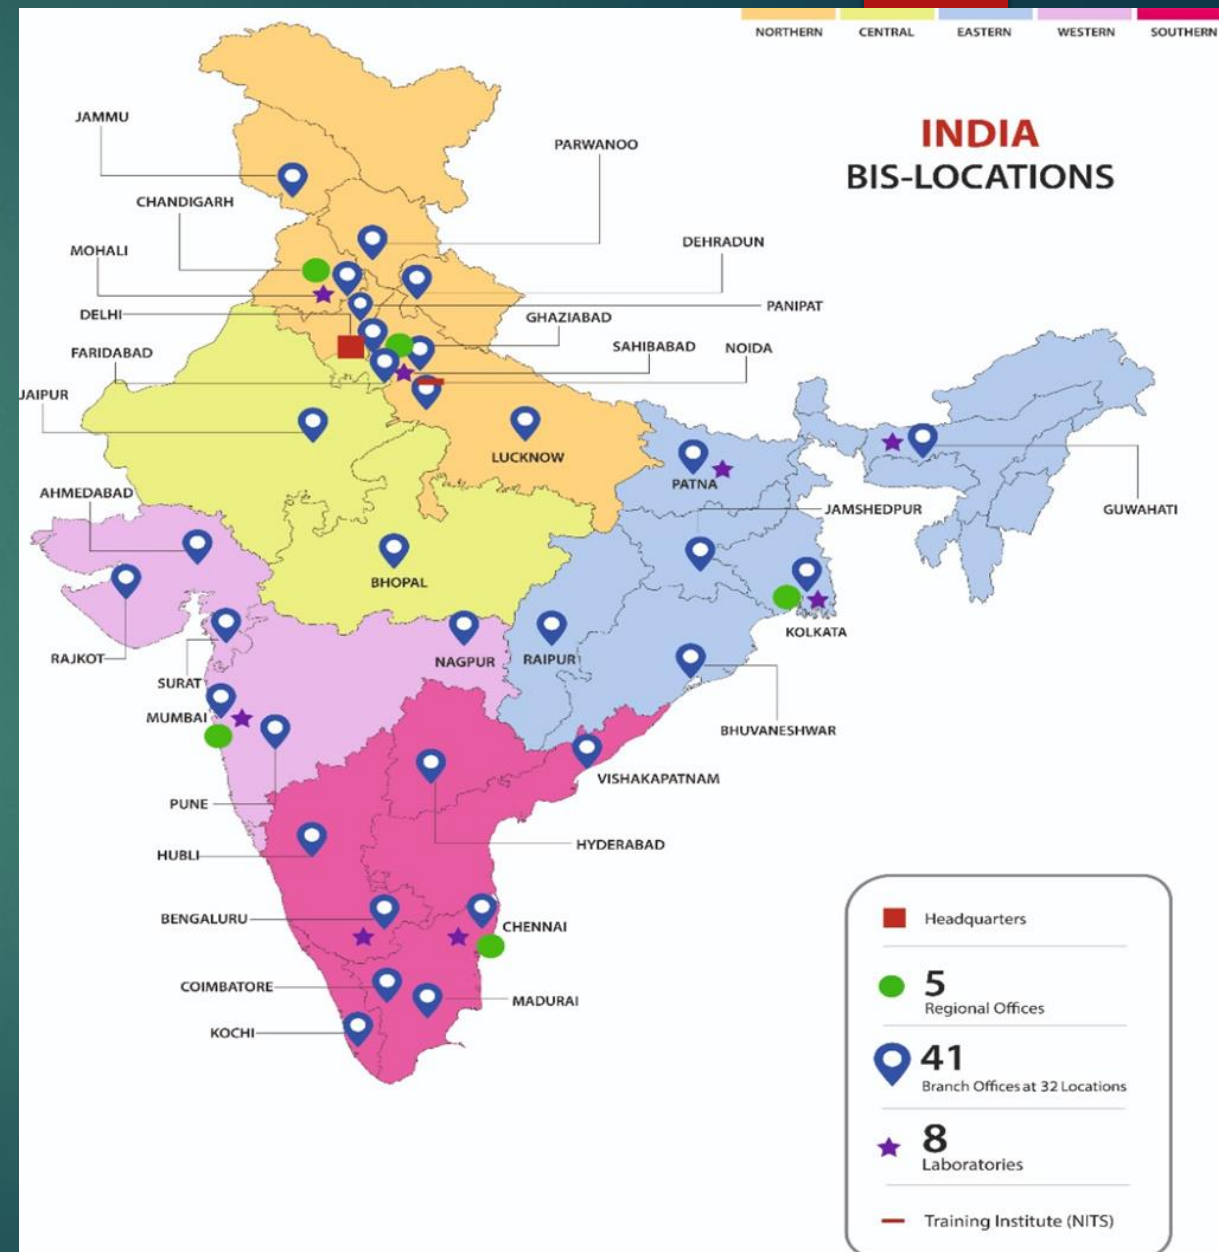 NORTHERN CENTRAL EASTERN WESTERN SOUTHERN
INDIA
BIS-LOCATIONS
JAMMU
PARWANOO
CHANDIGARH
DEHRADUN
MOHALI
PANIPAT
DELHI
GHAZIABAD
SAHIBABAD
NOIDA
FARIDABAD
JAIPUR
LUCKNOW
PATNA
AHMEDABAD
JAMSHEDPUR
GUWAHATI
BHOPAL
KOLKATA
RAJKOT
NAGPUR
RAIPUR
SURAT
MUMBAI
BHUVANESHWAR
VISHAKAPATNAM
PUNE
HYDERABAD
HUBLI
BENGALURU
CHENNAI
COIMBATORE
MADURAI
KOCHI
Headquarters
5
Regional Offices
41
Branch Offices at 32 Locations
8
Laboratories
Training Institute (NITS)